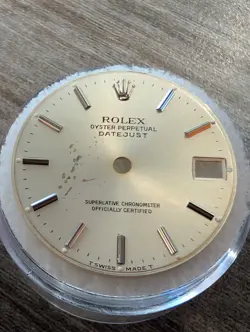 ROLEX
OYSTER PERPETUAL
DATEJUST
SUPERLATIVE CHRONOMETER
OFFICIALLY CERTIFIED
T SWISS MADE T